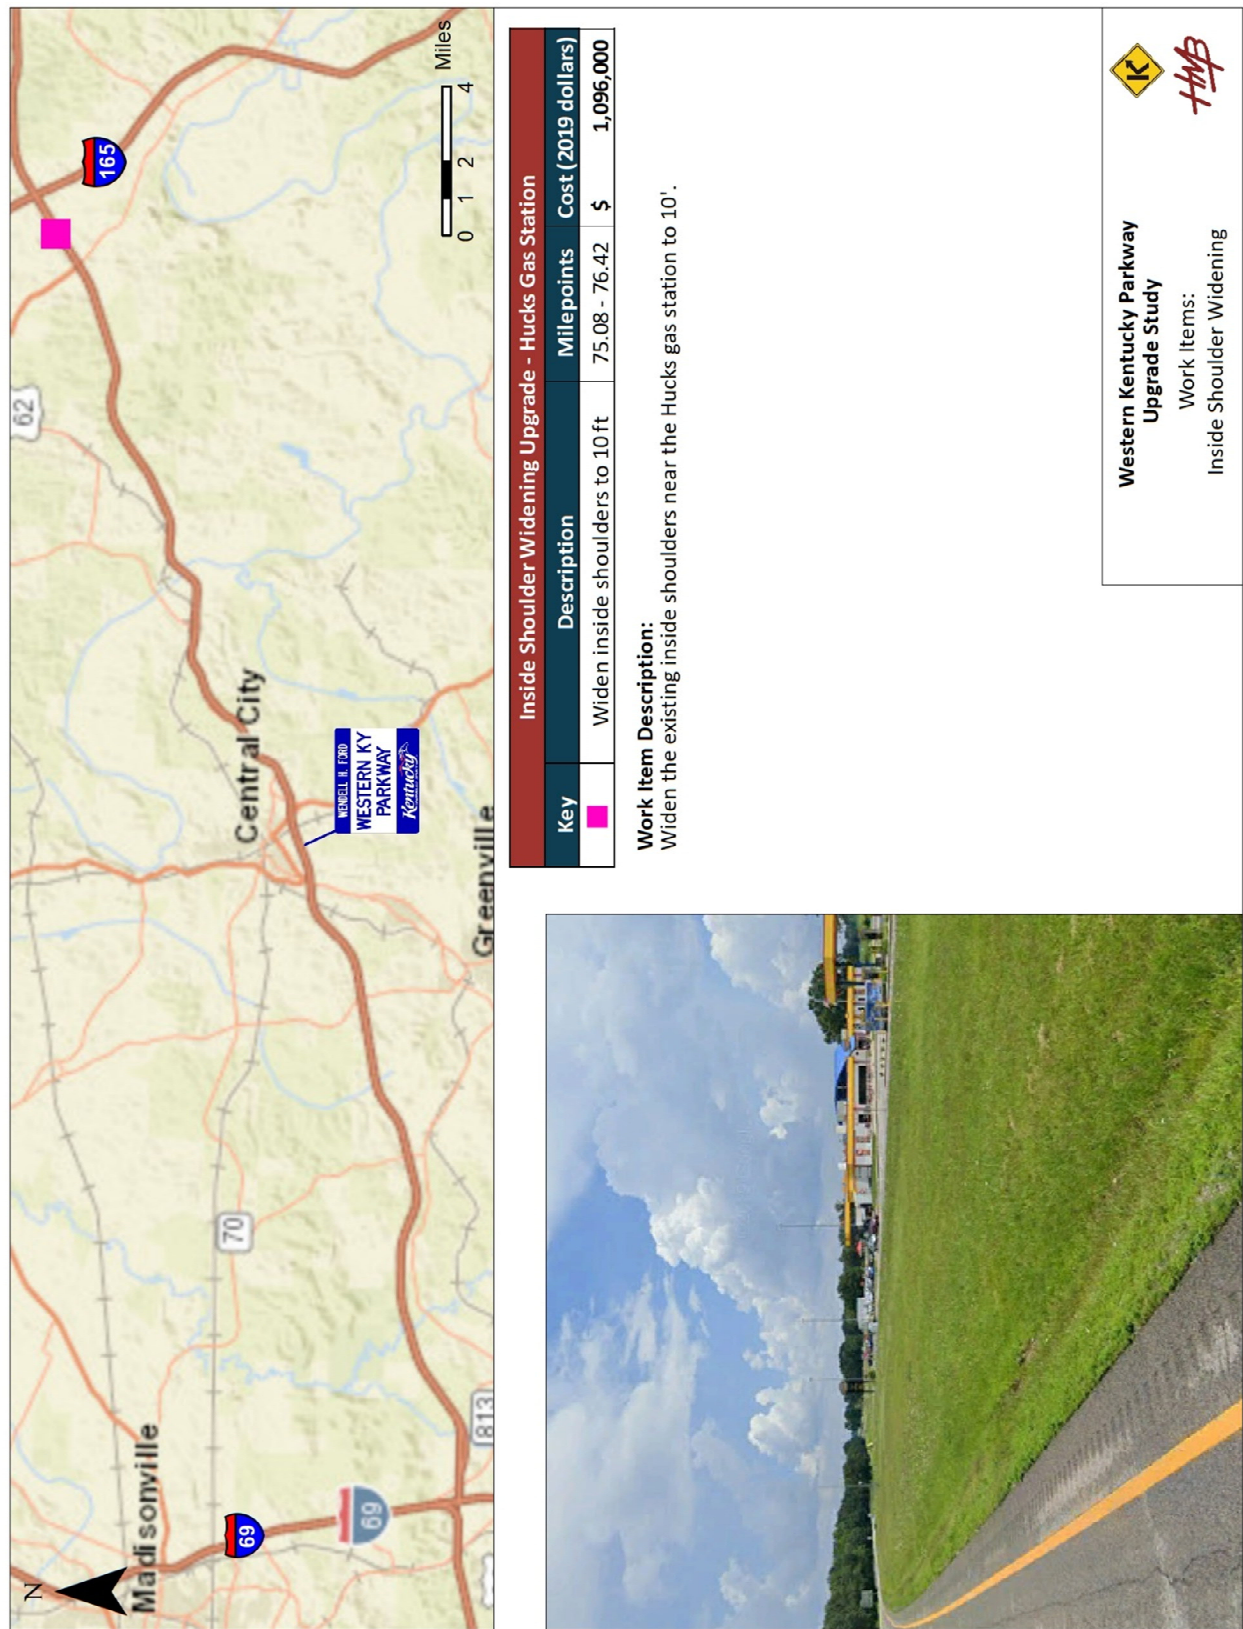 N
62
165
Madisonville
69
69
70
813
Central City
Greenville
WENDELL H. FORD
WESTERN KY
PARKWAY
Kentucky
0 1 2 4 Miles
Inside Shoulder Widening Upgrade - Hucks Gas Station
Key Description Milepoints Cost (2019 dollars)
Widen inside shoulders to 10 ft 75.08 - 76.42 $ 1,096,000
Work Item Description:
Widen the existing inside shoulders near the Hucks gas station to 10'.
Western Kentucky Parkway
Upgrade Study
Work Items:
Inside Shoulder Widening
K